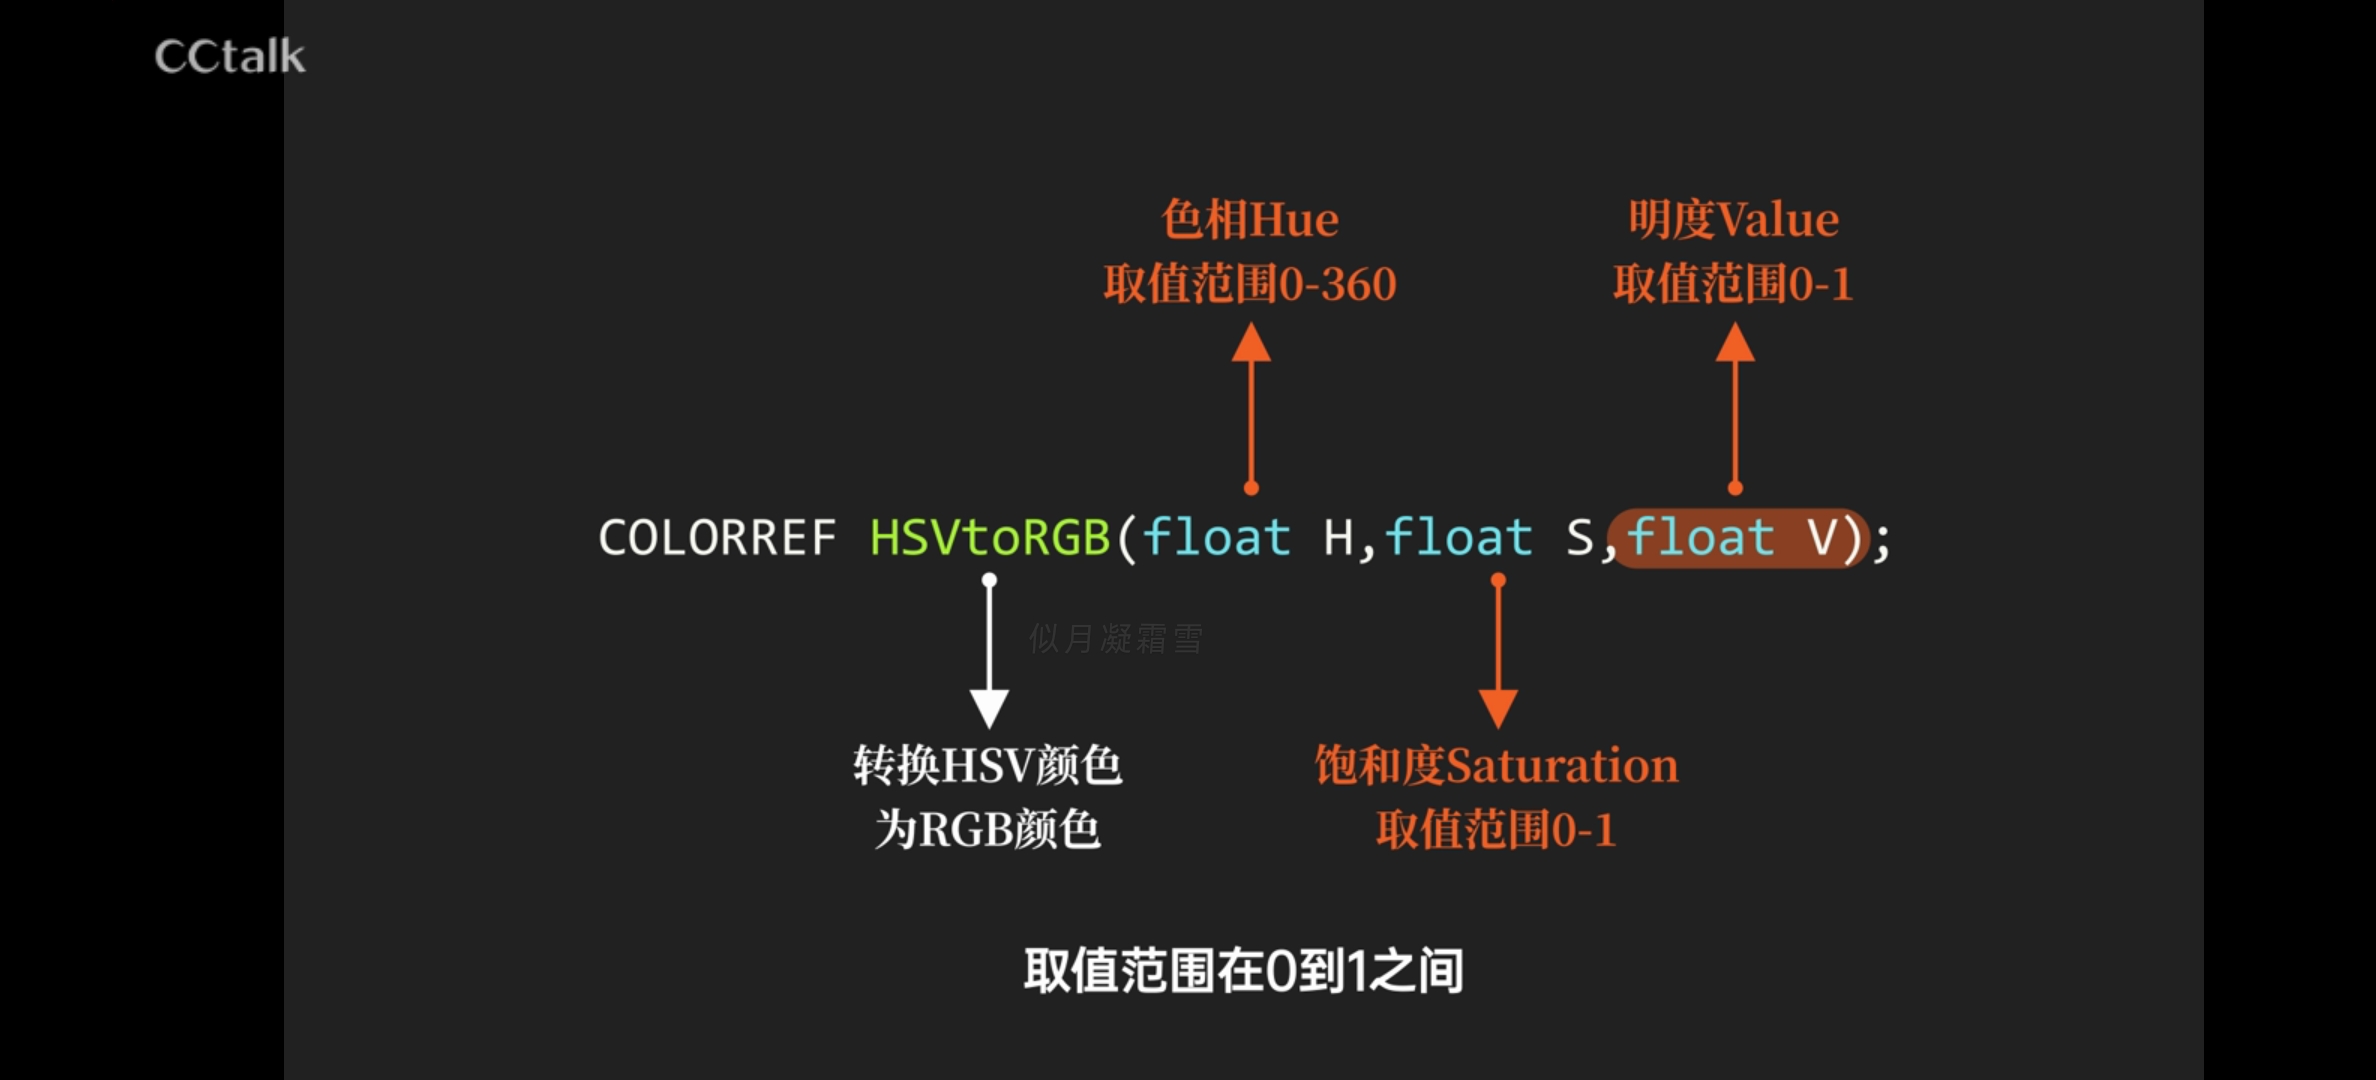 CCtalk
色相Hue
取值范围0-360
明度Value
取值范围0-1
COLORREF HSVtoRGB(float H,float S,float V);
似月凝霜雪
转换HSV颜色
为RGB颜色
饱和度Saturation
取值范围0-1
取值范围在0到1之间